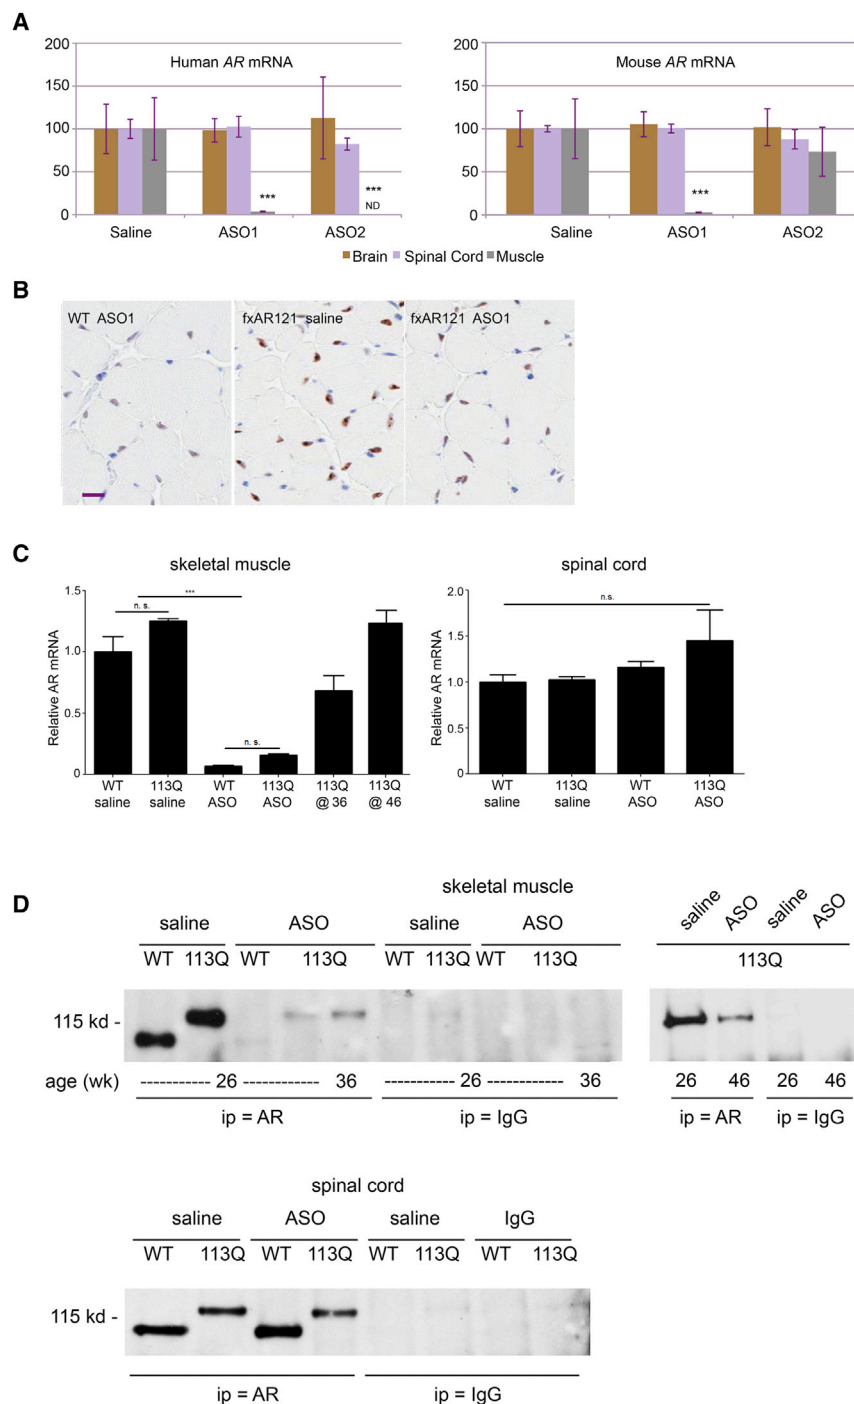 A
Human AR mRNA
Mouse AR mRNA
200
150
100
50
0
***
***
ND
Saline
ASO1
ASO2
200
150
100
50
0
***
Saline
ASO1
ASO2
Brain Spinal Cord Muscle
B
WT ASO1
fxAR121 saline
fxAR121 ASO1
C
skeletal muscle
Relative AR mRNA
1.5
1.0
0.5
0
n. s.
***
n. s.
WT 113Q WT 113Q 113Q 113Q
saline saline ASO ASO @ 36 @ 46
spinal cord
Relative AR mRNA
2.0
1.5
1.0
0.5
0
n.s.
WT 113Q WT 113Q
saline saline ASO ASO
D
skeletal muscle
saline ASO saline ASO
WT 113Q WT 113Q WT 113Q WT 113Q
115 kd -
age (wk) ----------- 26 ------------ 36 ------------ 26 ------------ 36
ip = AR ip = IgG
saline ASO saline ASO
113Q
26 46 26 46
ip = AR ip = IgG
spinal cord
saline ASO saline IgG
WT 113Q WT 113Q WT 113Q WT 113Q
115 kd -
ip = AR ip = IgG